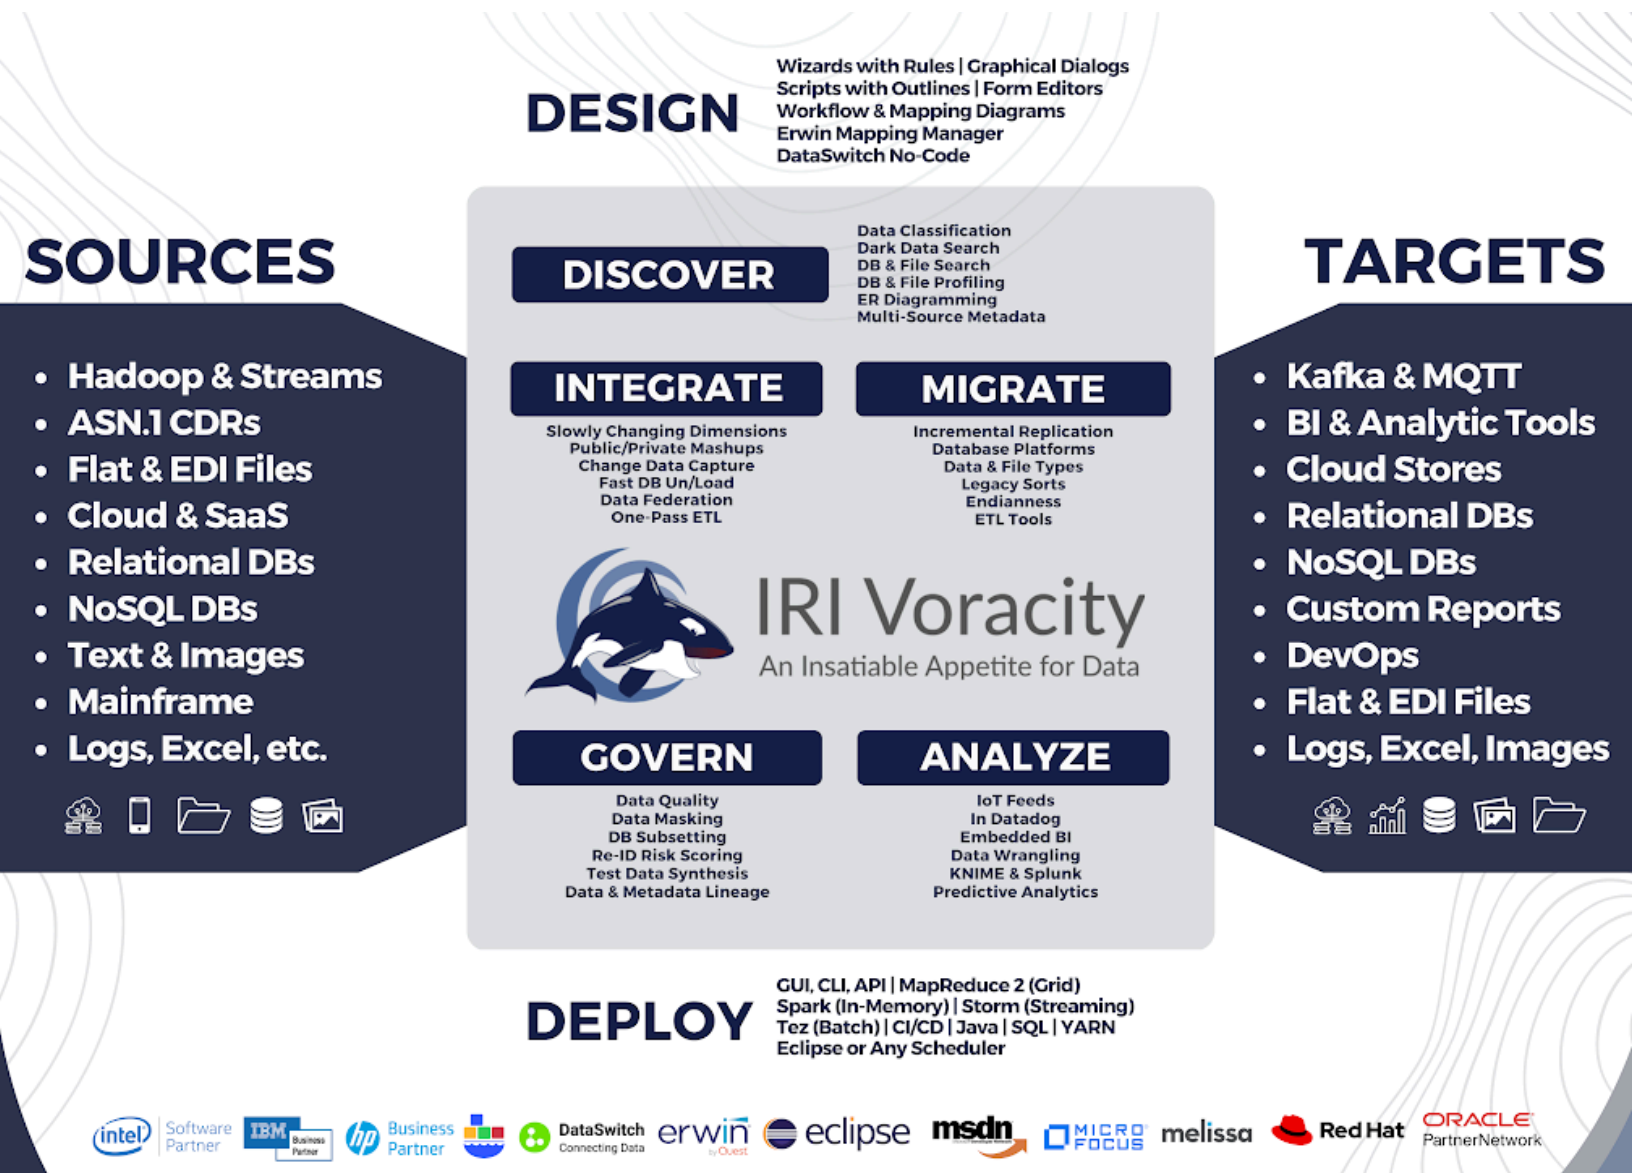 DESIGN
Wizards with Rules | Graphical Dialogs
Scripts with Outlines | Form Editors
Workflow & Mapping Diagrams
Erwin Mapping Manager
DataSwitch No-Code
SOURCES
• Hadoop & Streams
• ASN.1 CDRs
• Flat & EDI Files
• Cloud & SaaS
• Relational DBs
• NoSQL DBs
• Text & Images
• Mainframe
• Logs, Excel, etc.
DISCOVER
Data Classification
Dark Data Search
DB & File Search
DB & File Profiling
ER Diagramming
Multi-Source Metadata
INTEGRATE
Slowly Changing Dimensions
Public/Private Mashups
Change Data Capture
Fast DB Un/Load
Data Federation
One-Pass ETL
MIGRATE
Incremental Replication
Database Platforms
Data & File Types
Legacy Sorts
Endianness
ETL Tools
IRI Voracity
An Insatiable Appetite for Data
GOVERN
Data Quality
Data Masking
DB Subsetting
Re-ID Risk Scoring
Test Data Synthesis
Data & Metadata Lineage
ANALYZE
IoT Feeds
In Datadog
Embedded BI
Data Wrangling
KNIME & Splunk
Predictive Analytics
TARGETS
• Kafka & MQTT
• BI & Analytic Tools
• Cloud Stores
• Relational DBs
• NoSQL DBs
• Custom Reports
• DevOps
• Flat & EDI Files
• Logs, Excel, Images
DEPLOY
GUI, CLI, API | MapReduce 2 (Grid)
Spark (In-Memory) | Storm (Streaming)
Tez (Batch) | CI/CD | Java | SQL | YARN
Eclipse or Any Scheduler
intel
Software
Partner
IBM
Business
Partner
hp
Business
Partner
DataSwitch
Connecting Data
erwin
by Quest
eclipse
msdn
MICRO
FOCUS
melissa
Red Hat
ORACLE
PartnerNetwork